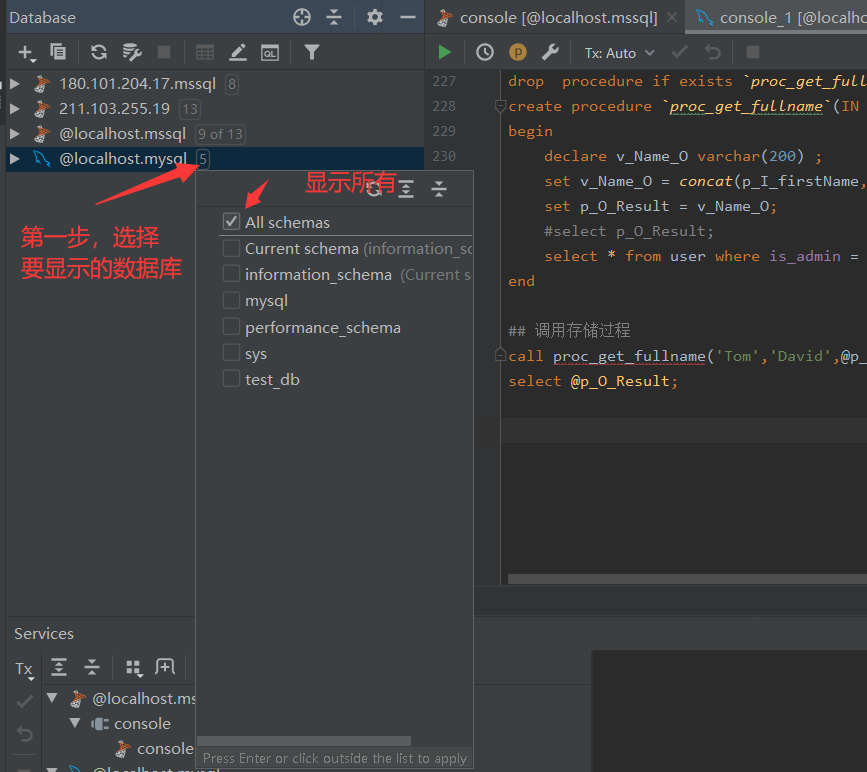 Database
console [@localhost.mssql]
console_1 [@localho
Tx: Auto
180.101.204.17.mssql 8
211.103.255.19 13
@localhost.mssql 9 of 13
@localhost.mysql 5
第一步，选择
要显示的数据库
显示所有
All schemas
Current schema (information_sc
information_schema (Current s
mysql
performance_schema
sys
test_db
Press Enter or click outside the list to apply
227 drop procedure if exists `proc_get_full
228 create procedure `proc_get_fullname`(IN
229 begin
230 declare v_Name_O varchar(200) ;
set v_Name_O = concat(p_I_firstName,
set p_O_Result = v_Name_O;
#select p_O_Result;
select * from user where is_admin =
end
## 调用存储过程
call proc_get_fullname('Tom','David',@p_
select @p_O_Result;
Services
Tx
@localhost.ms
console
console